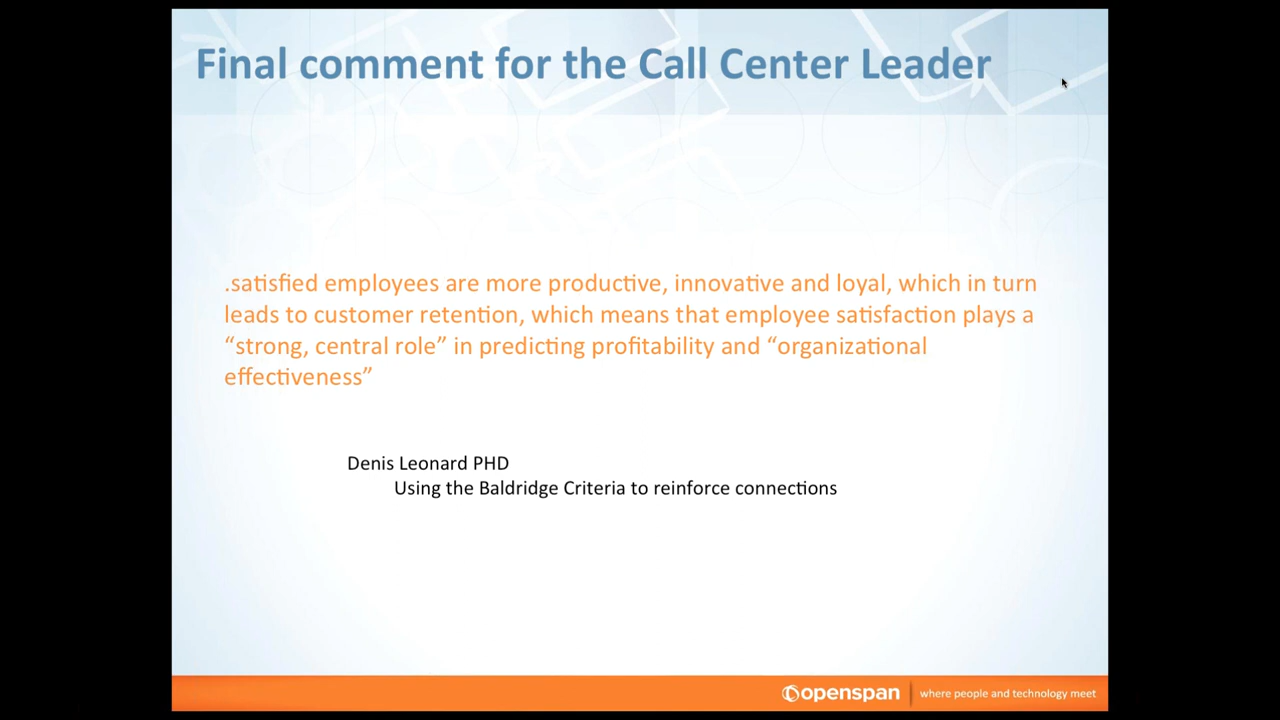 Final comment for the Call Center Leader
.satisfied employees are more productive, innovative and loyal, which in turn
leads to customer retention, which means that employee satisfaction plays a
“strong, central role” in predicting profitability and “organizational
effectiveness”
Denis Leonard PHD
Using the Baldridge Criteria to reinforce connections
openspan where people and technology meet